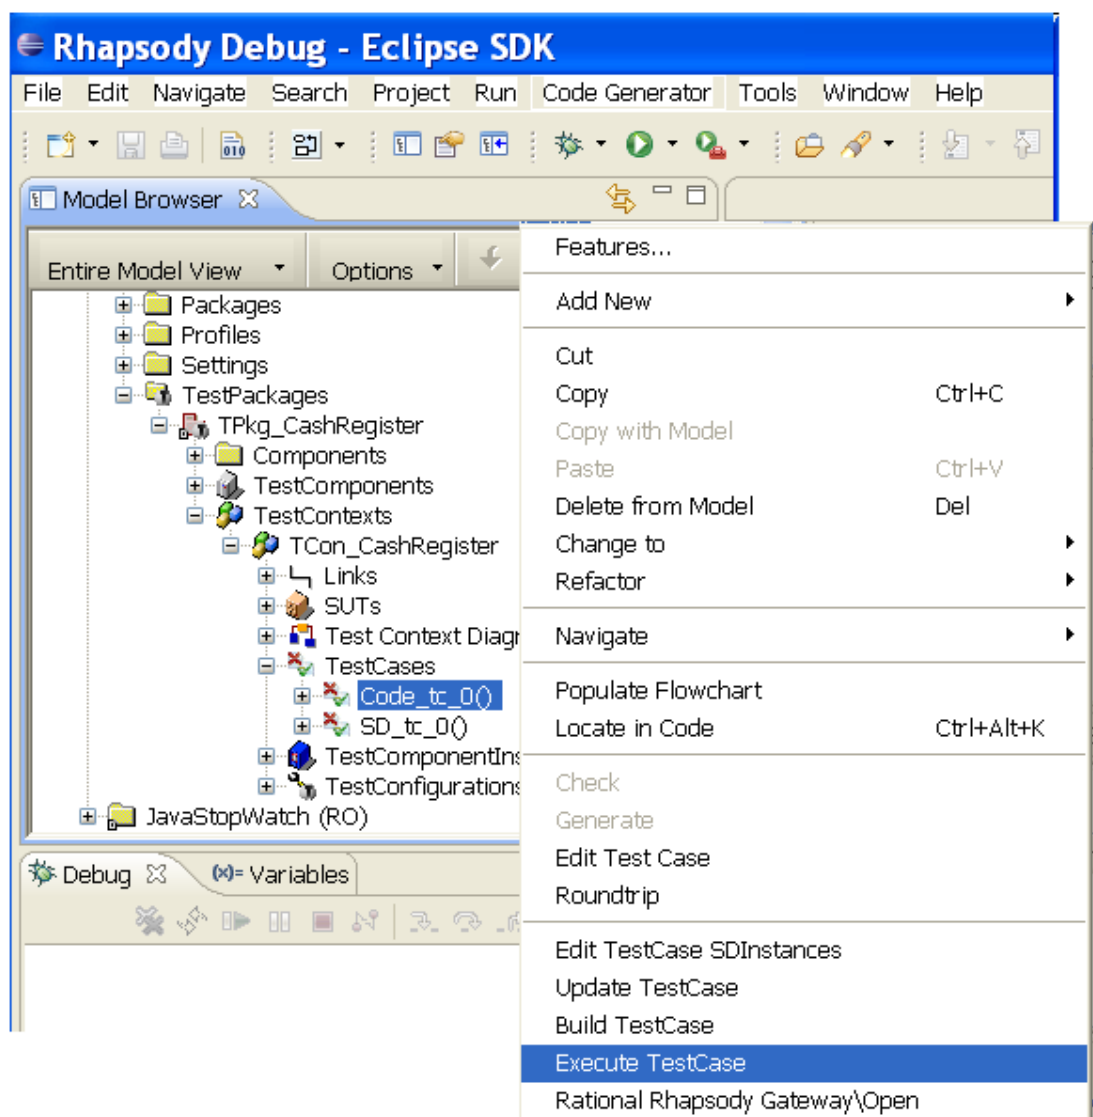 Rhapsody Debug - Eclipse SDK
File Edit Navigate Search Project Run Code Generator Tools Window Help
010
Model Browser
Entire Model View Options
Packages
Profiles
Settings
TestPackages
TPkg_CashRegister
Components
TestComponents
TestContexts
TCon_CashRegister
Links
SUTs
Test Context Diagr
TestCases
Code_tc_0()
SD_tc_0()
TestComponentIns
TestConfigurations
JavaStopWatch (RO)
Debug (x)= Variables
Features...
Add New
Cut
Copy Ctrl+C
Copy with Model
Paste Ctrl+V
Delete from Model Del
Change to
Refactor
Navigate
Populate Flowchart
Locate in Code Ctrl+Alt+K
Check
Generate
Edit Test Case
Roundtrip
Edit TestCase SDInstances
Update TestCase
Build TestCase
Execute TestCase
Rational Rhapsody Gateway\Open